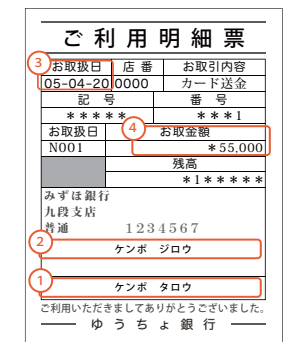 ご利用明細票
③
お取扱日 店番 お取引内容
05-04-20 0000 カード送金
記号 番号
***** ***1
④
お取扱日 お取金額
N001 *55,000
残高
*1*****
みずほ銀行
九段支店
普通 1234567
②
ケンポ ジロウ
①
ケンポ タロウ
ご利用いただきましてありがとうございました。
ゆうちょ銀行